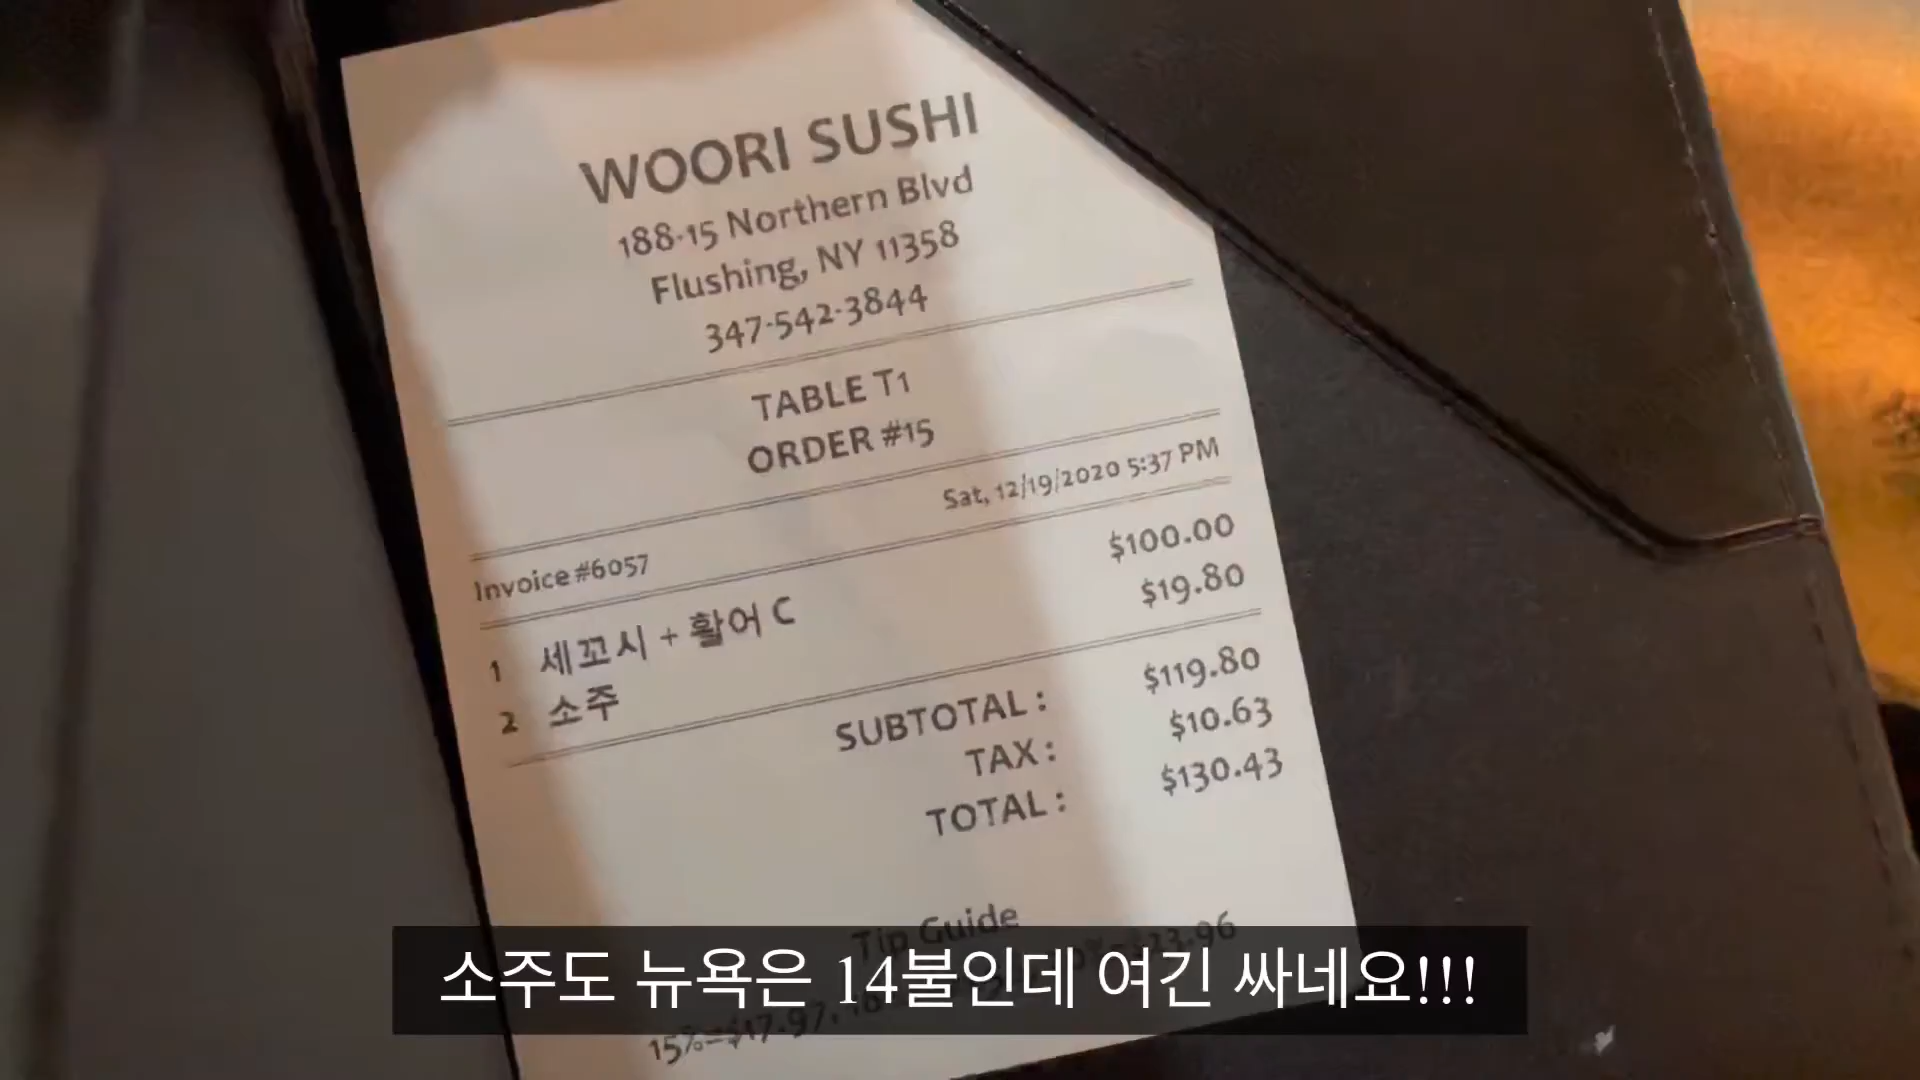 WOORI SUSHI
188-15 Northern Blvd
Flushing, NY 11358
347-542-3844
TABLE T1
ORDER #15
Sat, 12/19/2020 5:37 PM
Invoice #6057
1 세꼬시 + 활어 C $100.00
2 소주 $19.80
SUBTOTAL : $119.80
TAX : $10.63
TOTAL : $130.43
Tip Guide
15%=$17.97,
소주도 뉴욕은 14불인데 여긴 싸네요!!!